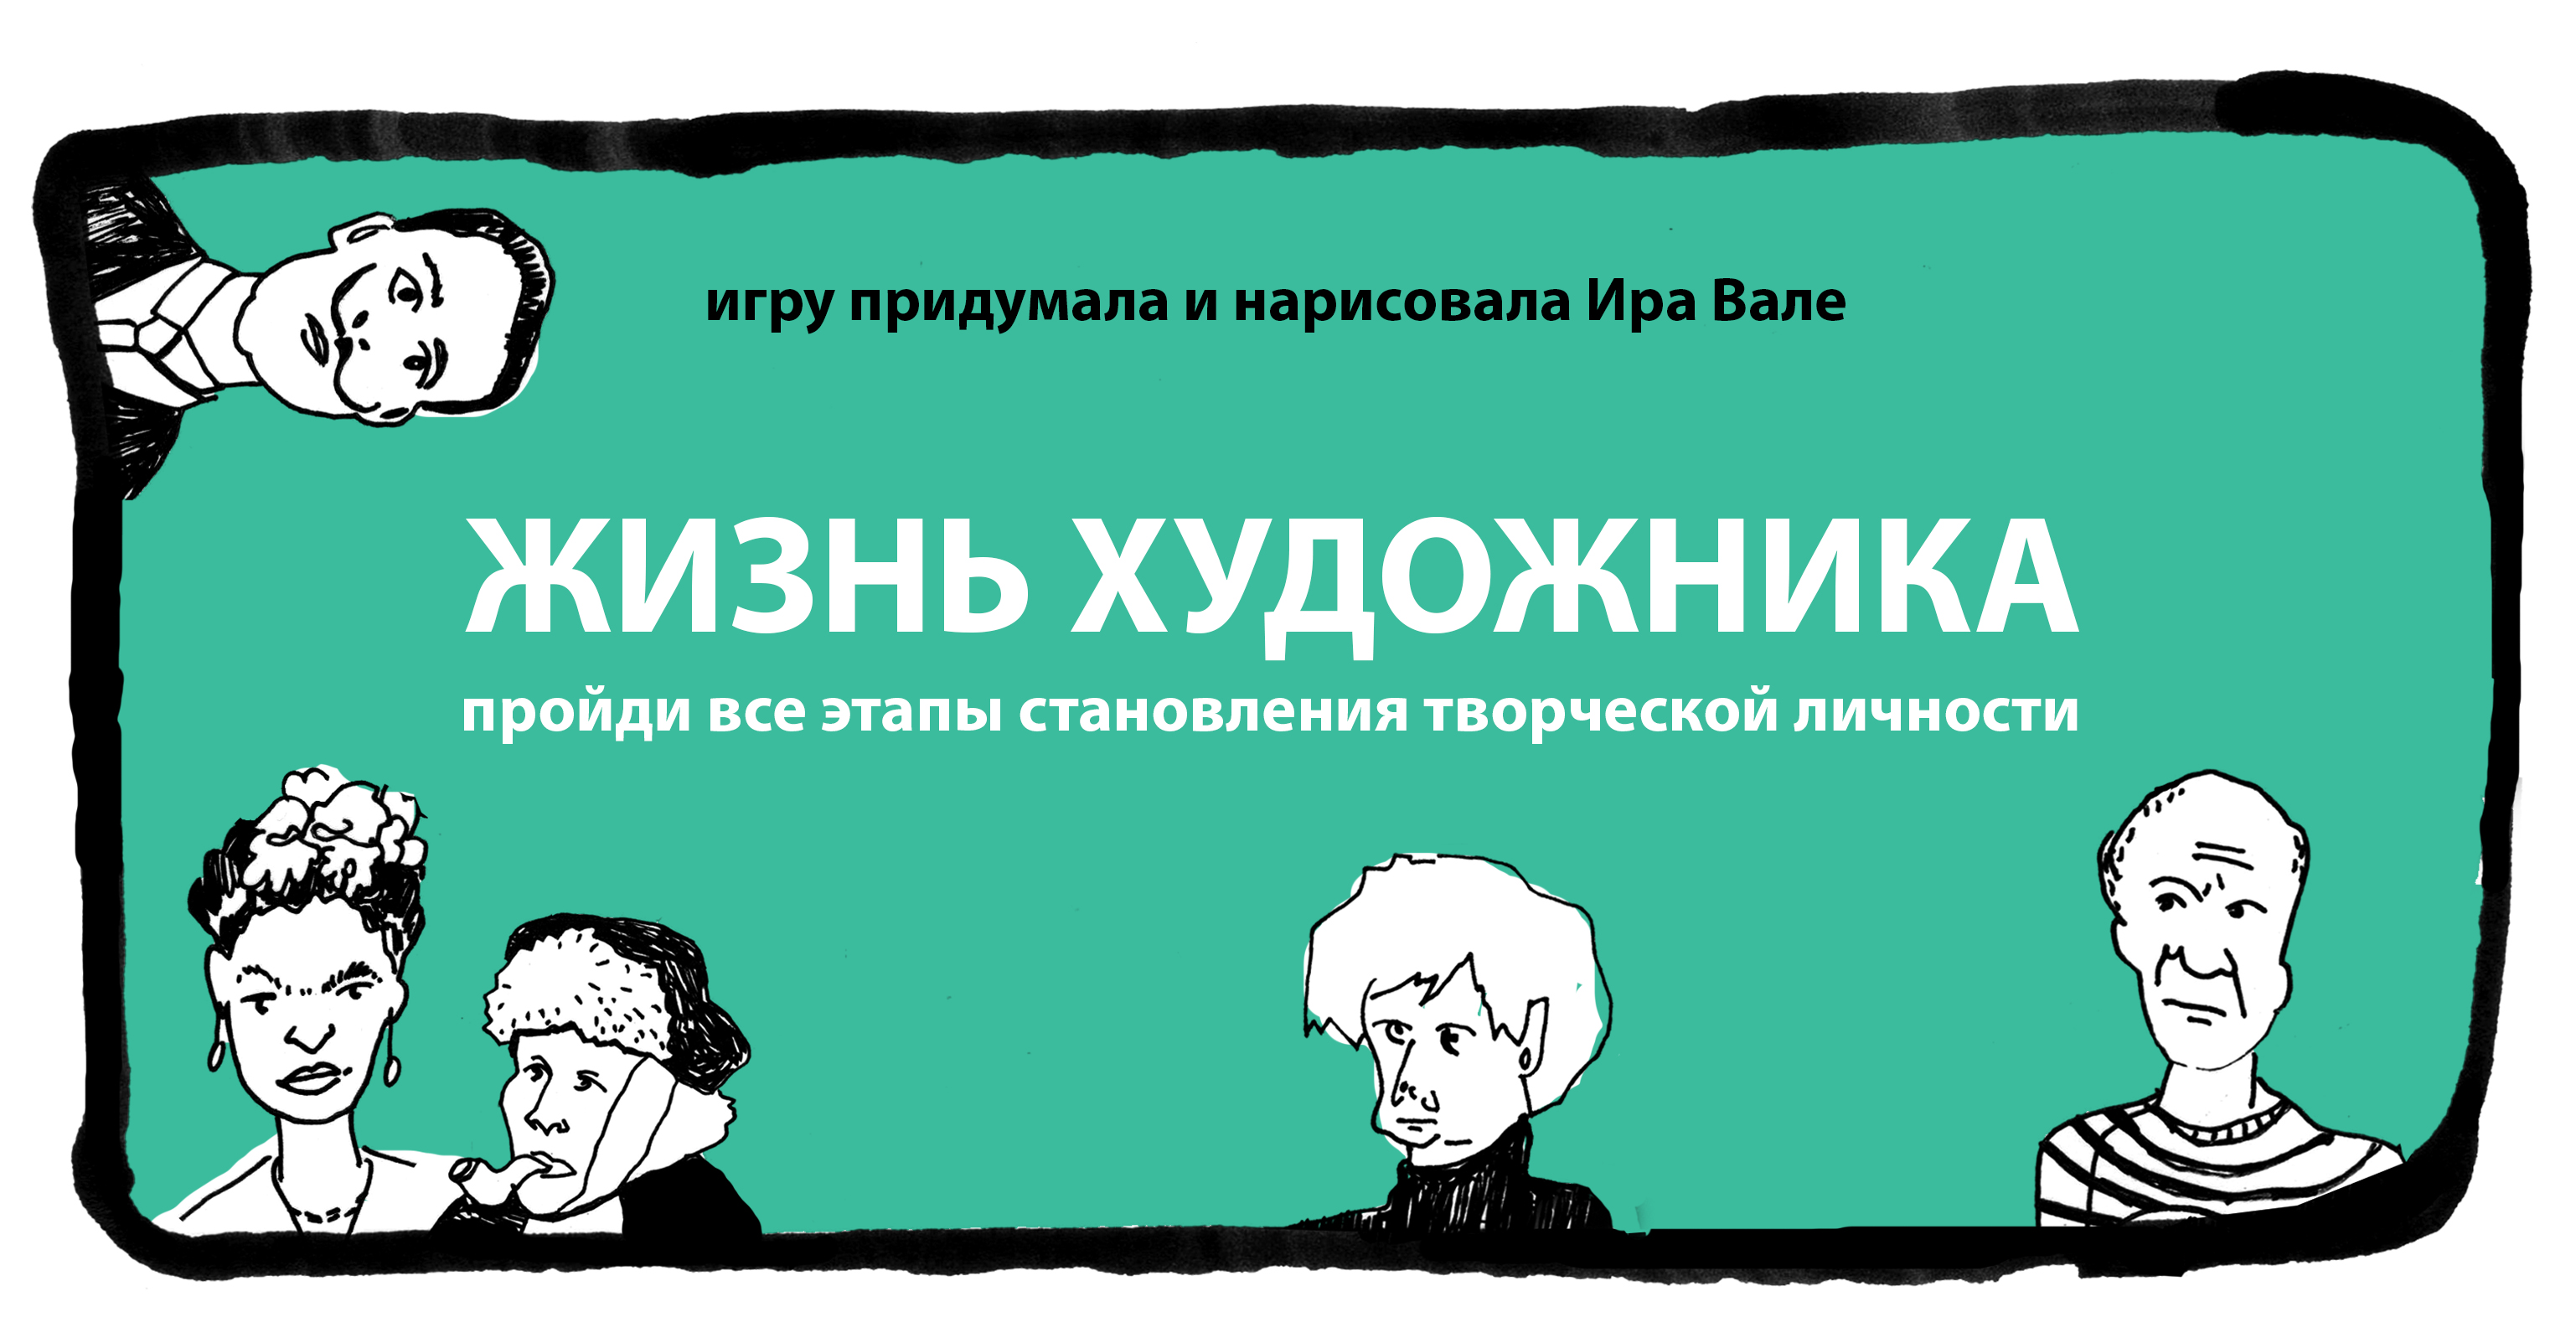 игру придумала и нарисовала Ира Вале
ЖИЗНЬ ХУДОЖНИКА
пройди все этапы становления творческой личности